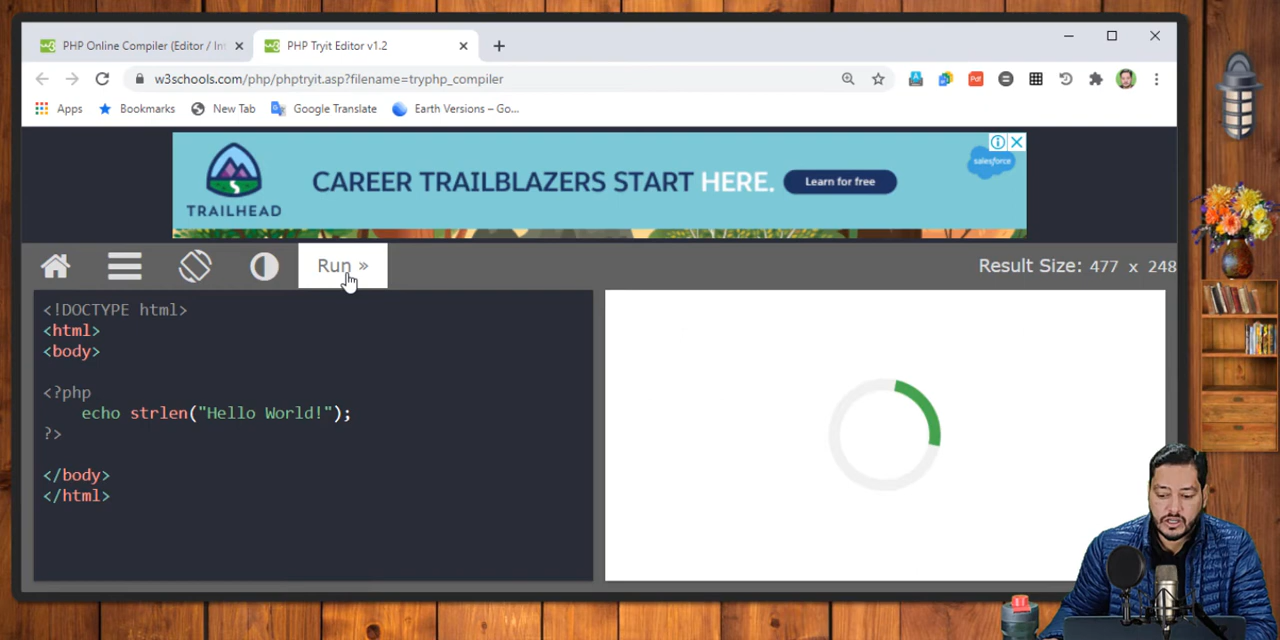 PHP Online Compiler (Editor / Int
PHP Tryit Editor v1.2
w3schools.com/php/phptryit.asp?filename=tryphp_compiler
Apps
Bookmarks
New Tab
Google Translate
Earth Versions – Go...
TRAILHEAD
CAREER TRAILBLAZERS START HERE.
Learn for free
salesforce
Run »
Result Size: 477 x 248
<!DOCTYPE html>
<html>
<body>
<?php
echo strlen("Hello World!");
?>
</body>
</html>